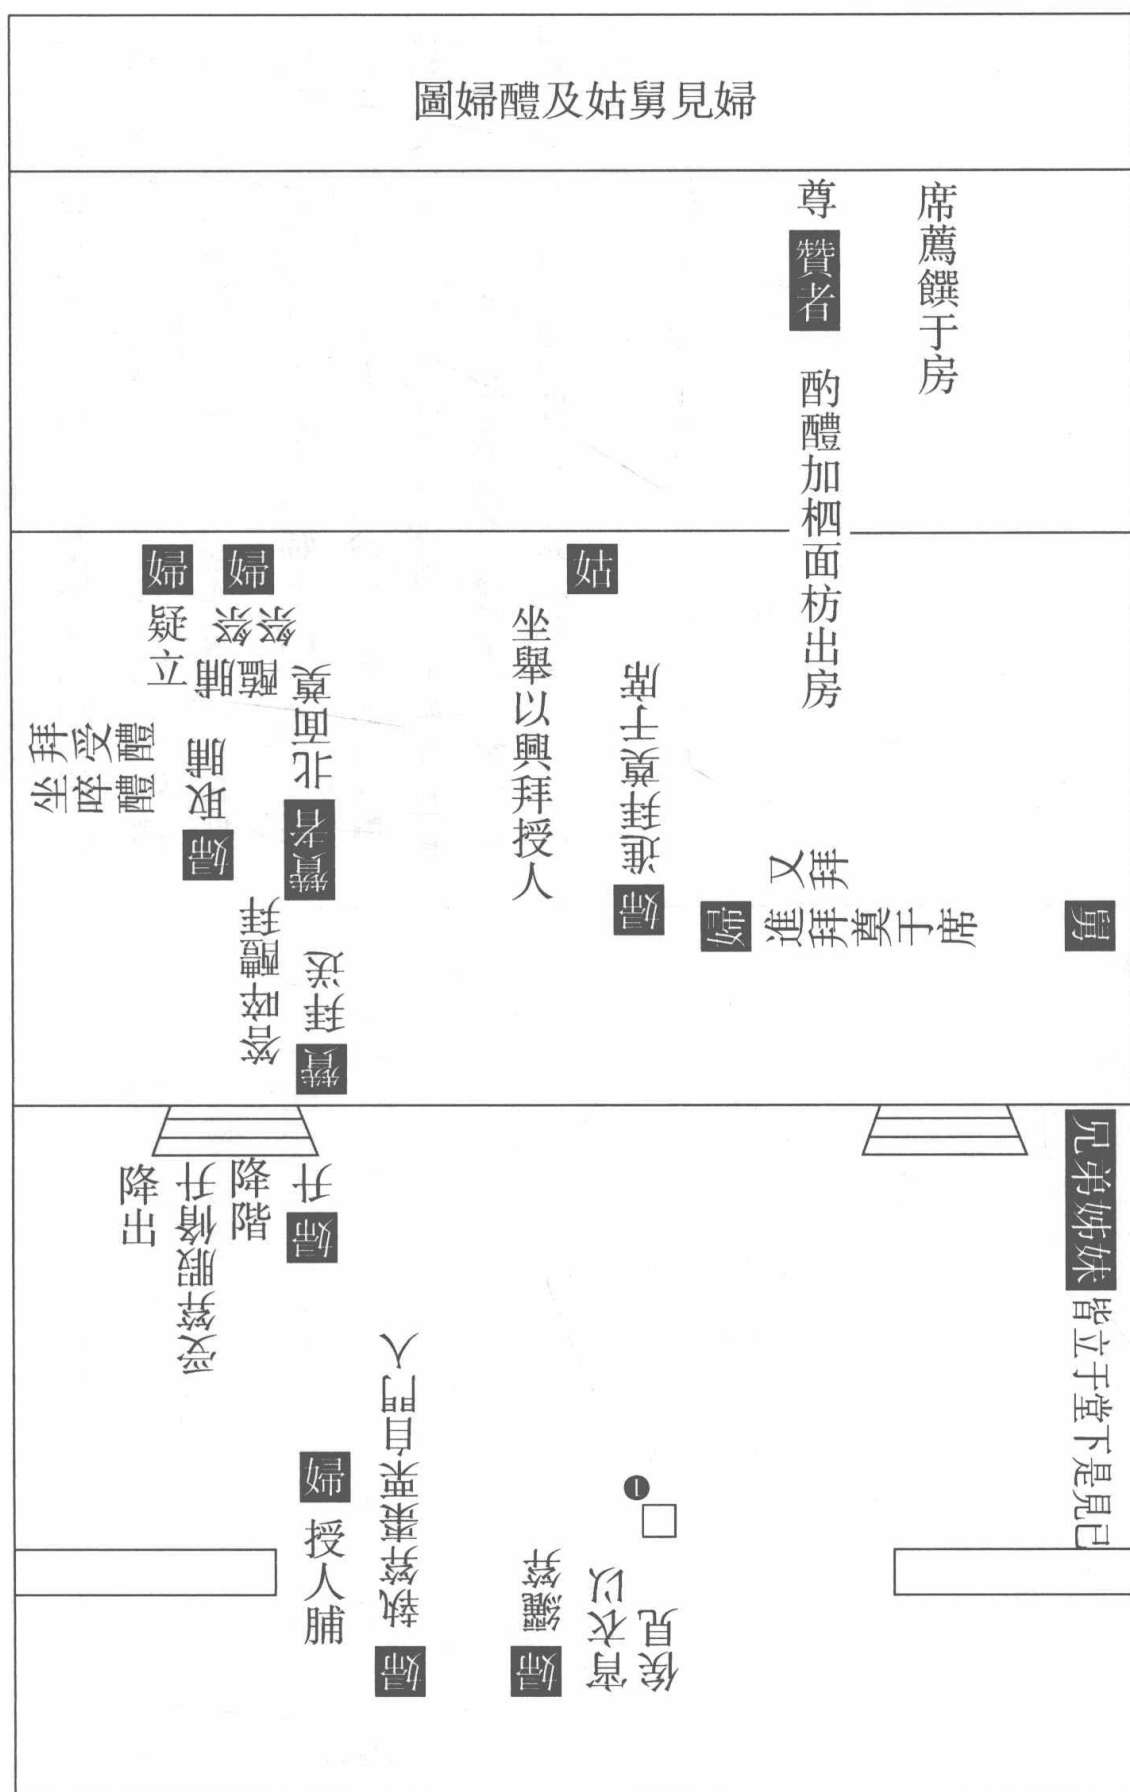 婦見舅姑及醴婦圖
席薦饌于房
尊
贊者 酌醴加柶面枋出房
舅
婦 進拜奠于席
又拜
姑
婦 進拜奠于席
坐舉以興拜授人
婦
祭脯
祭醴
婦 疑立
拜受醴
坐啐醴
贊者 北面奠
婦 取脯
贊 拜送
答啐醴拜
兄弟姊妹 皆立于堂下是見已
婦 升
降階
受笲腶脩升
降出
婦 執笲棗栗自門入
婦 授人脯
❶
婦 纚笄
宵衣以
俟見